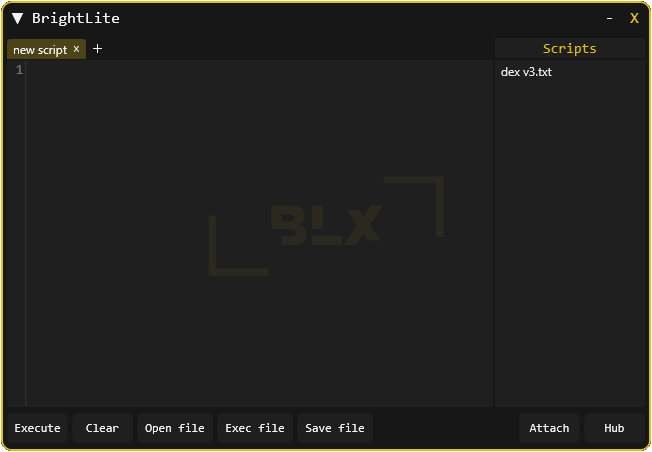 ▼ BrightLite - X
new script × +
Scripts
1
dex v3.txt
BLX
Execute Clear Open file Exec file Save file Attach Hub